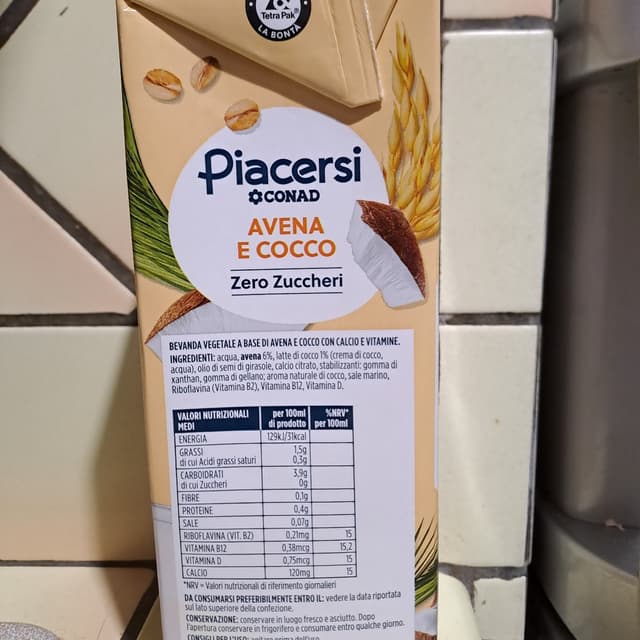 Tetra Pak®
LA BONTÀ
Piacersi
CONAD
AVENA
E COCCO
Zero Zuccheri
BEVANDA VEGETALE A BASE DI AVENA E COCCO CON CALCIO E VITAMINE.
INGREDIENTI: acqua, avena 6%, latte di cocco 1% (crema di cocco,
acqua), olio di semi di girasole, calcio citrato, stabilizzanti: gomma di
xanthan, gomma di gellano; aroma naturale di cocco, sale marino,
Riboflavina (Vitamina B2), Vitamina B12, Vitamina D.
VALORI NUTRIZIONALI MEDI per 100ml di prodotto %NRV* per 100ml
ENERGIA 129kJ/31kcal
GRASSI 1,5g
di cui Acidi grassi saturi 0,3g
CARBOIDRATI 3,9g
di cui Zuccheri 0g
FIBRE 0,1g
PROTEINE 0,4g
SALE 0,07g
RIBOFLAVINA (VIT. B2) 0,21mg 15
VITAMINA B12 0,38mcg 15,2
VITAMINA D 0,75mcg 15
CALCIO 120mg 15
*NRV = Valori nutrizionali di riferimento giornalieri
DA CONSUMARSI PREFERIBILMENTE ENTRO IL: vedere la data riportata
sul lato superiore della confezione.
CONSERVAZIONE: conservare in luogo fresco e asciutto. Dopo
l'apertura conservare in frigorifero e consumare entro qualche giorno.
CONSIGLI PER L'USO: agitare prima dell'uso.